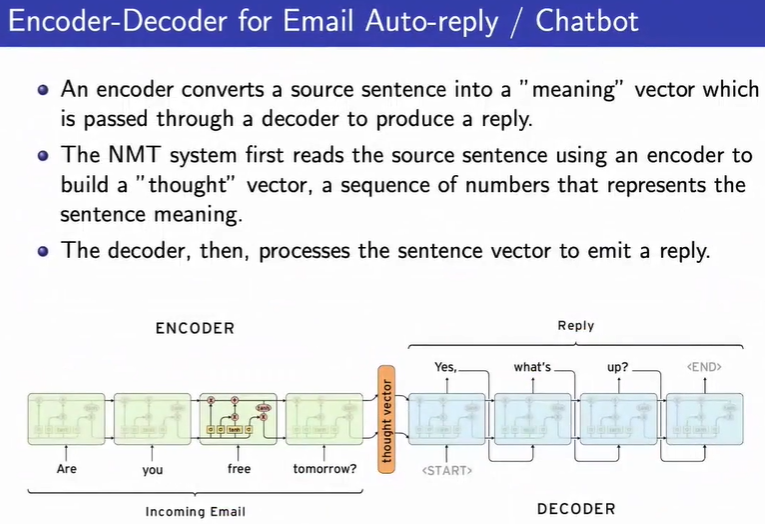 Encoder-Decoder for Email Auto-reply / Chatbot
An encoder converts a source sentence into a "meaning" vector which
is passed through a decoder to produce a reply.
The NMT system first reads the source sentence using an encoder to
build a "thought" vector, a sequence of numbers that represents the
sentence meaning.
The decoder, then, processes the sentence vector to emit a reply.
ENCODER
Reply
Yes, what's up? <END>
thought vector
tanh
tanh
Are you free tomorrow? <START>
Incoming Email
DECODER